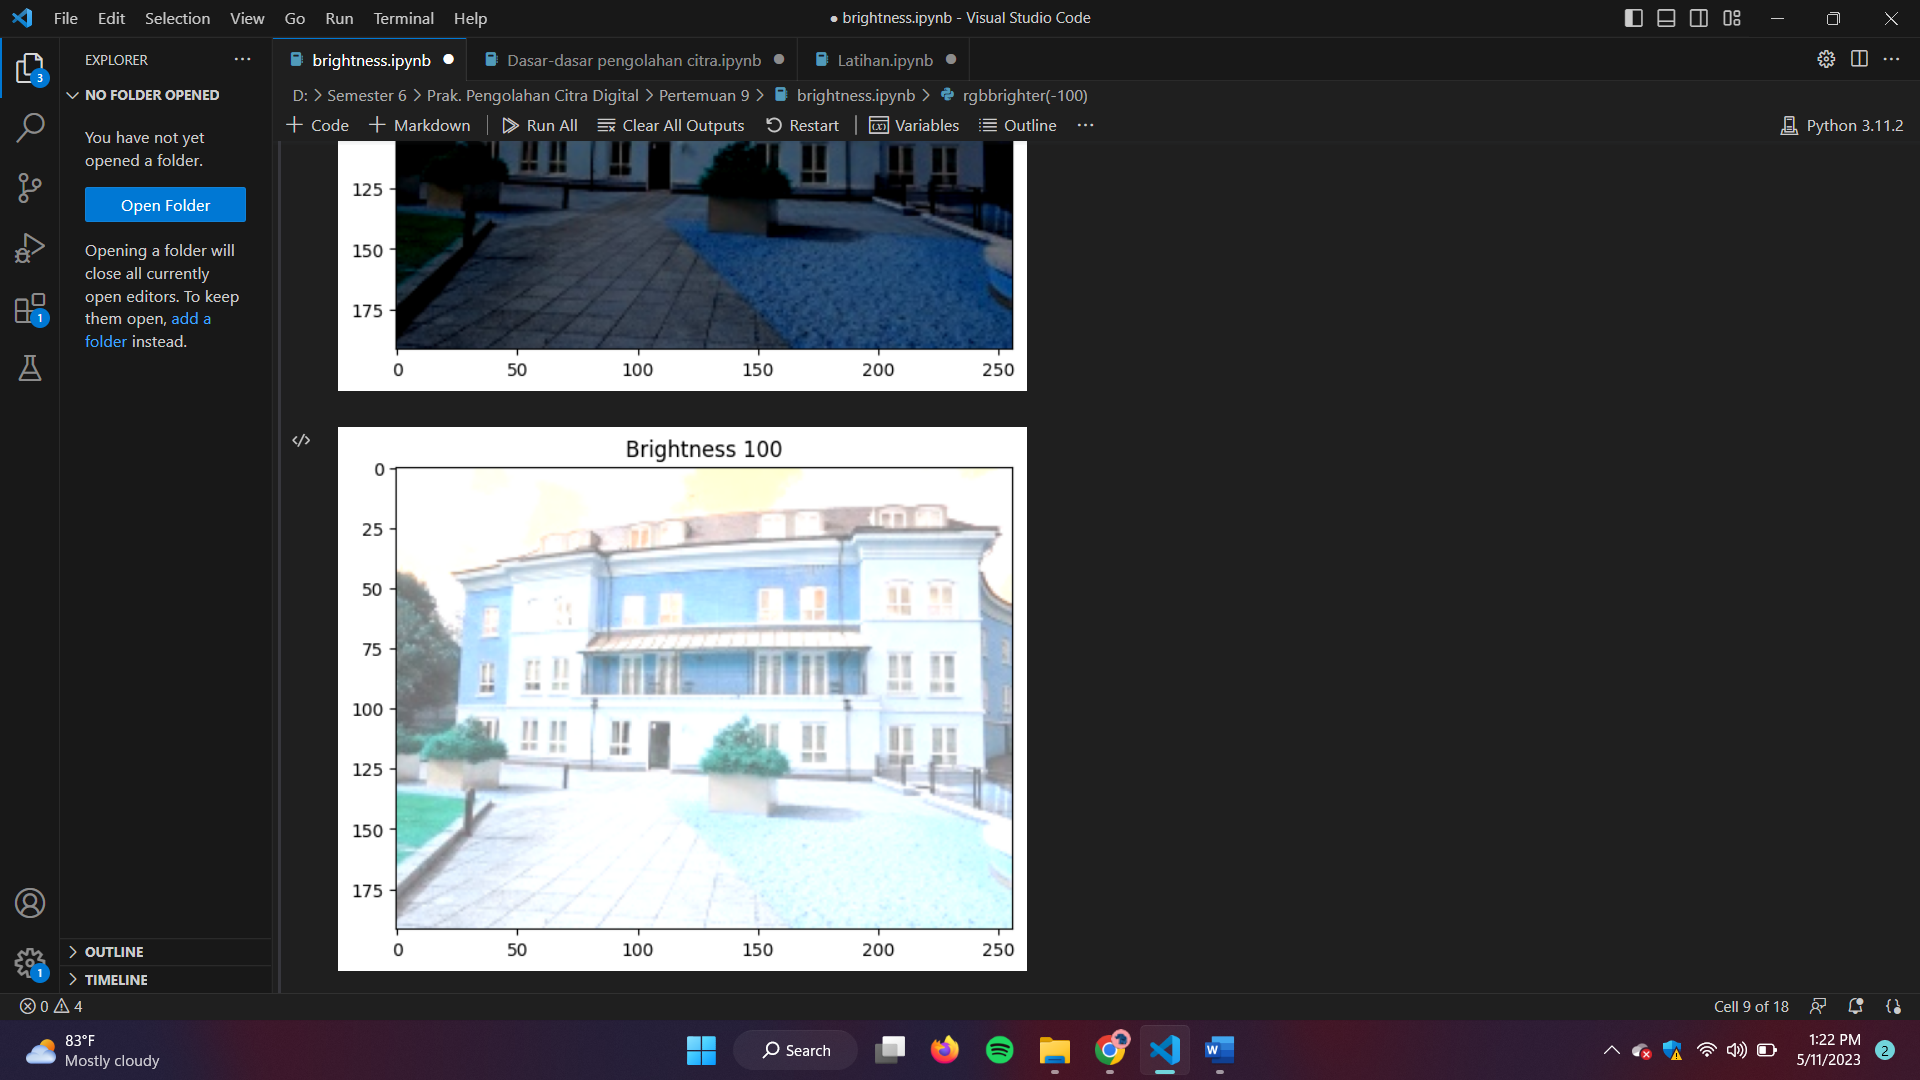 File Edit Selection View Go Run Terminal Help
● brightness.ipynb - Visual Studio Code
EXPLORER
brightness.ipynb
Dasar-dasar pengolahan citra.ipynb
Latihan.ipynb
NO FOLDER OPENED
D: > Semester 6 > Prak. Pengolahan Citra Digital > Pertemuan 9 > brightness.ipynb > rgbbrighter(-100)
+ Code + Markdown | Run All Clear All Outputs Restart | Variables Outline ...
Python 3.11.2
You have not yet
opened a folder.
Open Folder
Opening a folder will
close all currently
open editors. To keep
them open, add a
folder instead.
3
1
125
150
175
0 50 100 150 200 250
Brightness 100
0
25
50
75
100
125
150
175
0 50 100 150 200 250
OUTLINE
1
TIMELINE
0 4
Cell 9 of 18
83°F
Mostly cloudy
Search
W
1:22 PM
5/11/2023
2